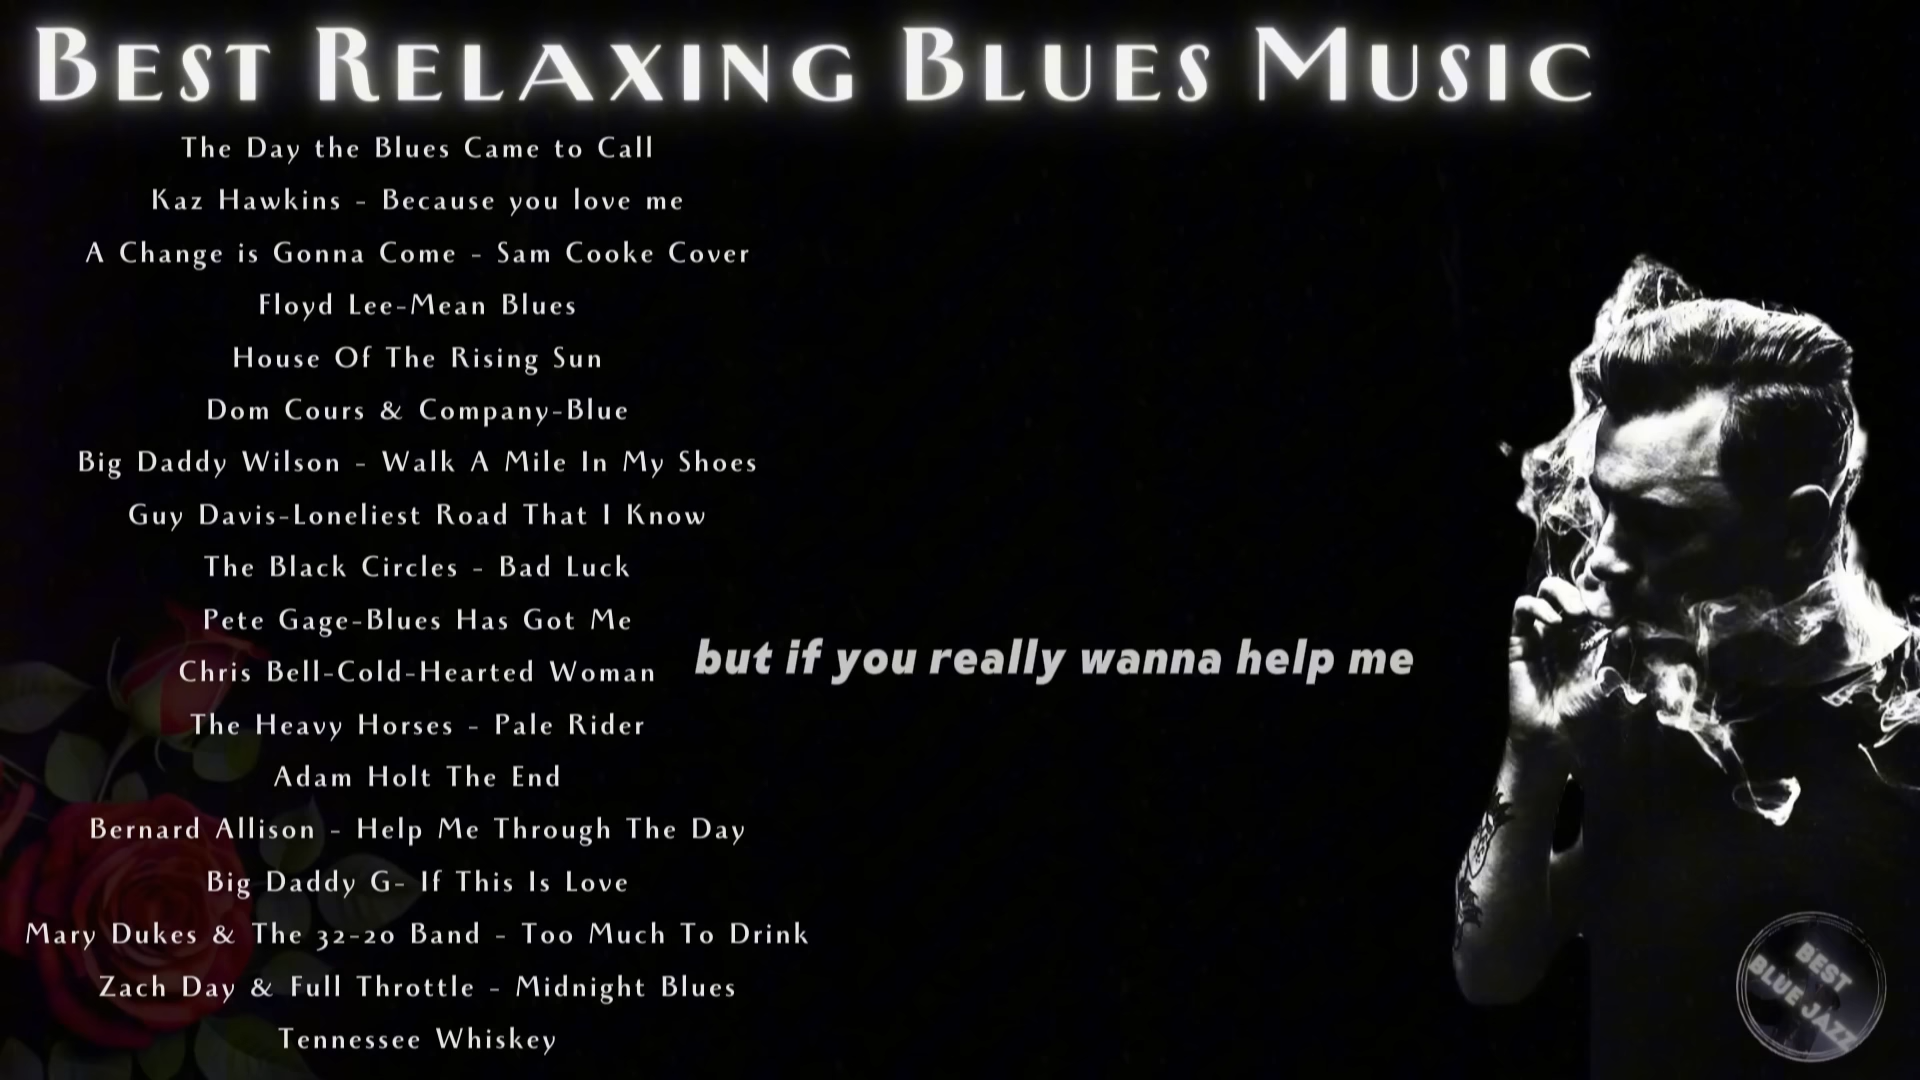 Best Relaxing Blues Music
The Day the Blues Came to Call
Kaz Hawkins - Because you love me
A Change is Gonna Come - Sam Cooke Cover
Floyd Lee-Mean Blues
House Of The Rising Sun
Dom Cours & Company-Blue
Big Daddy Wilson - Walk A Mile In My Shoes
Guy Davis-Loneliest Road That I Know
The Black Circles - Bad Luck
Pete Gage-Blues Has Got Me
but if you really wanna help me
Chris Bell-Cold-Hearted Woman
The Heavy Horses - Pale Rider
Adam Holt The End
Bernard Allison - Help Me Through The Day
Big Daddy G- If This Is Love
Mary Dukes & The 32-20 Band - Too Much To Drink
Zach Day & Full Throttle - Midnight Blues
Tennessee Whiskey
BEST
BLUE JAZZ